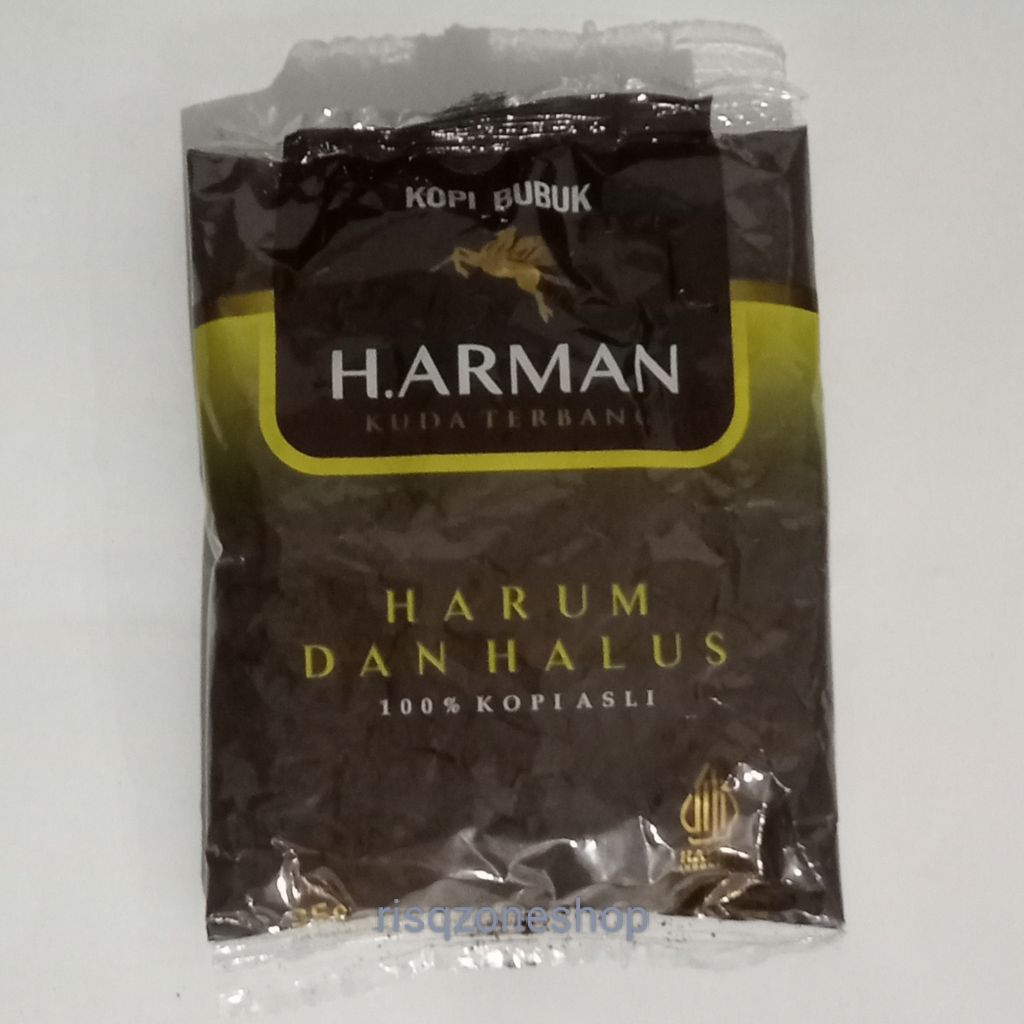 KOPI BUBUK
H.ARMAN
KUDA TERBANG
HARUM
DAN HALUS
100% KOPI ASLI
risqzoneshop